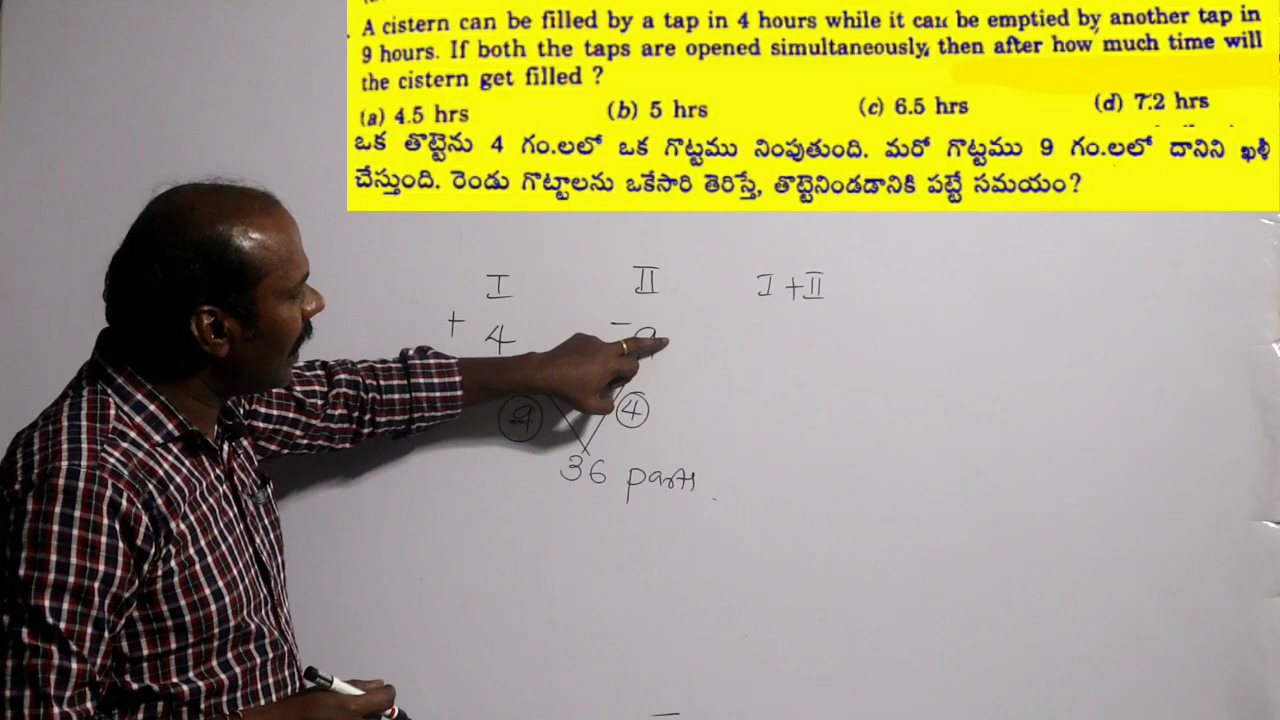 A cistern can be filled by a tap in 4 hours while it can be emptied by another tap in
9 hours. If both the taps are opened simultaneously, then after how much time will
the cistern get filled ?
(a) 4.5 hrs (b) 5 hrs (c) 6.5 hrs (d) 7.2 hrs
ఒక తొట్టెను 4 గం.లలో ఒక గొట్టము నింపుతుంది. మరో గొట్టము 9 గం.లలో దానిని ఖాళీ
చేస్తుంది. రెండు గొట్టాలను ఒకేసారి తెరిస్తే, తొట్టెనిండడానికి పట్టే సమయం?
I II I + II
+ 4 - 9
9 4
36 parts